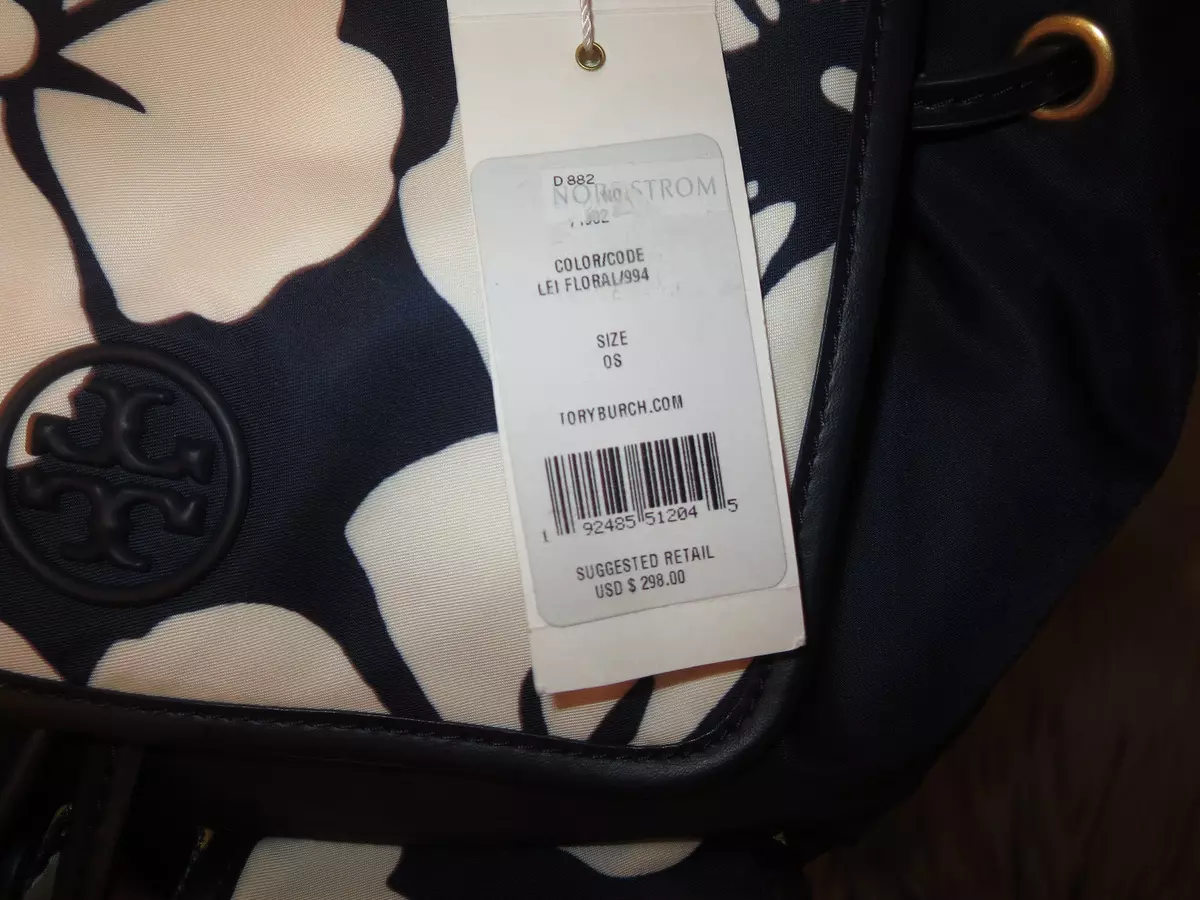 D 882
NORDSTROM
COLOR/CODE
LEI FLORAL/994
SIZE
OS
TORYBURCH.COM
1 92485 51204 5
SUGGESTED RETAIL
USD $ 298.00